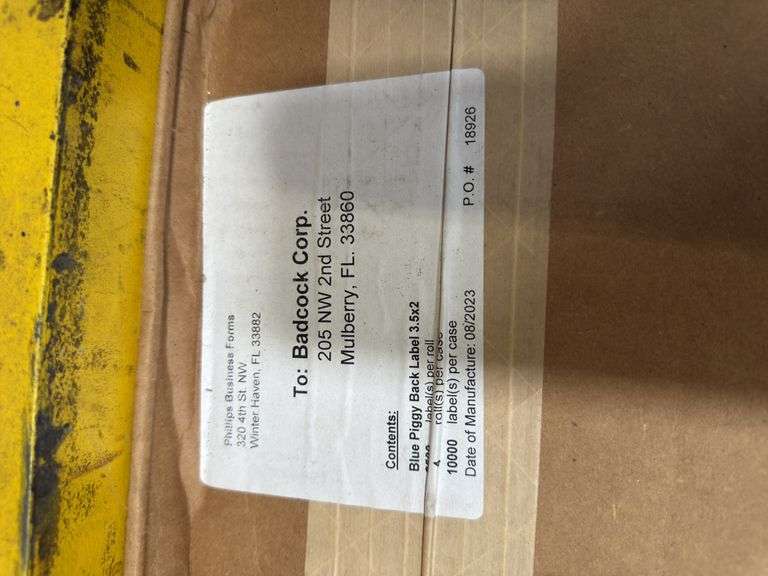 Phillips Business Forms
320 4th St. NW
Winter Haven, FL 33882
To: Badcock Corp.
205 NW 2nd Street
Mulberry, FL. 33860
Contents:
Blue Piggy Back Label 3.5x2
label(s) per roll
4 roll(s) per case
10000 label(s) per case
Date of Manufacture: 08/2023 P.O. # 18926